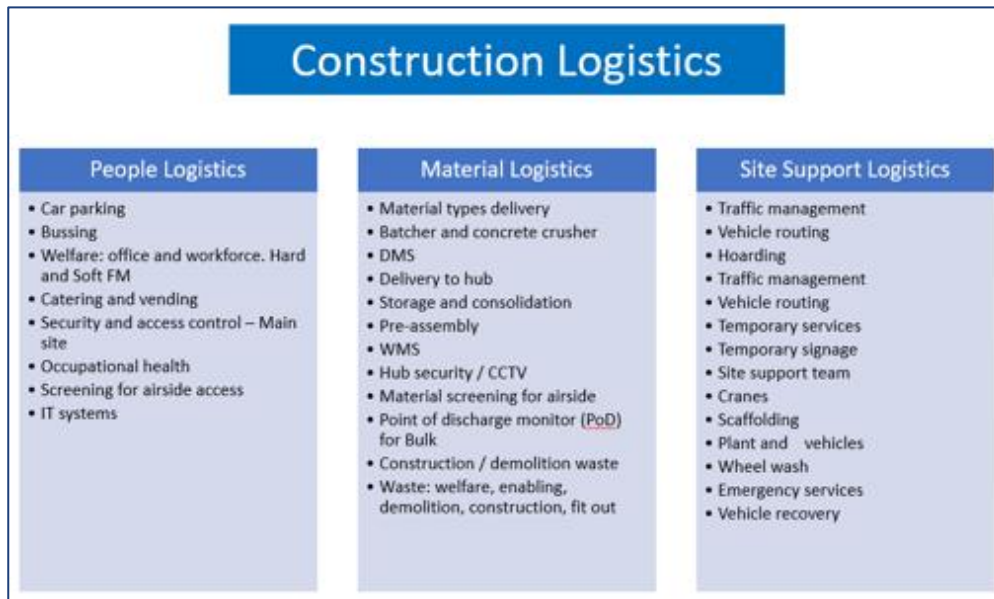 Construction Logistics
People Logistics
• Car parking
• Bussing
• Welfare: office and workforce. Hard
and Soft FM
• Catering and vending
• Security and access control – Main
site
• Occupational health
• Screening for airside access
• IT systems
Material Logistics
• Material types delivery
• Batcher and concrete crusher
• DMS
• Delivery to hub
• Storage and consolidation
• Pre-assembly
• WMS
• Hub security / CCTV
• Material screening for airside
• Point of discharge monitor (PoD)
for Bulk
• Construction / demolition waste
• Waste: welfare, enabling,
demolition, construction, fit out
Site Support Logistics
• Traffic management
• Vehicle routing
• Hoarding
• Traffic management
• Vehicle routing
• Temporary services
• Temporary signage
• Site support team
• Cranes
• Scaffolding
• Plant and vehicles
• Wheel wash
• Emergency services
• Vehicle recovery